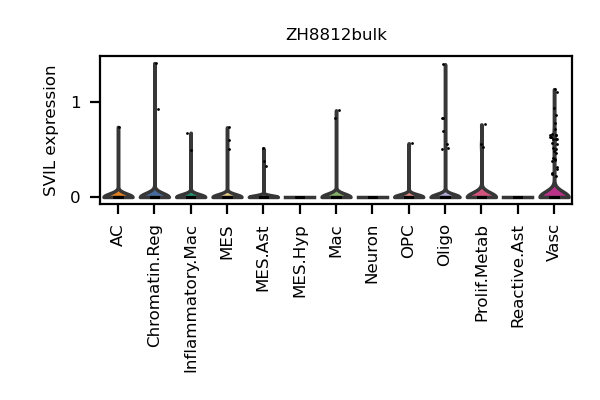 ZH8812bulk
SVIL expression
1
0
AC
Chromatin.Reg
Inflammatory.Mac
MES
MES.Ast
MES.Hyp
Mac
Neuron
OPC
Oligo
Prolif.Metab
Reactive.Ast
Vasc